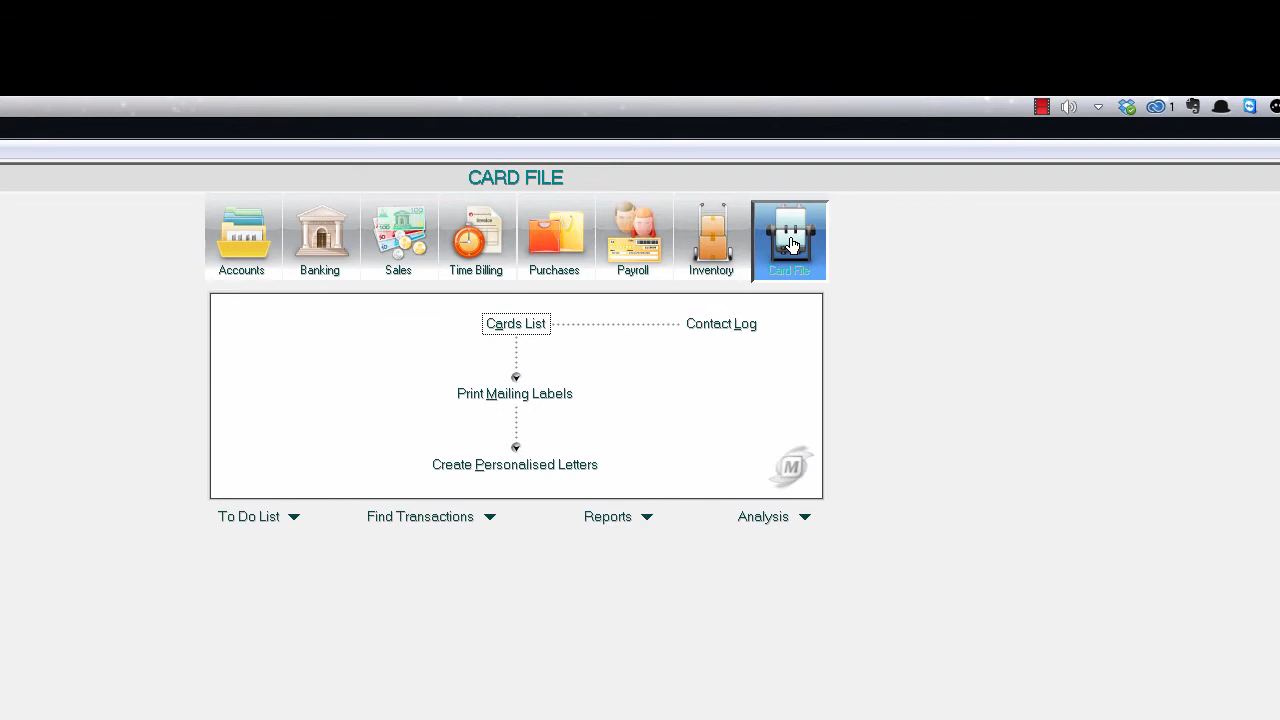 1
CARD FILE
Accounts Banking Sales Time Billing Purchases Payroll Inventory Card File
Cards List Contact Log
Print Mailing Labels
Create Personalised Letters
M
To Do List Find Transactions Reports Analysis